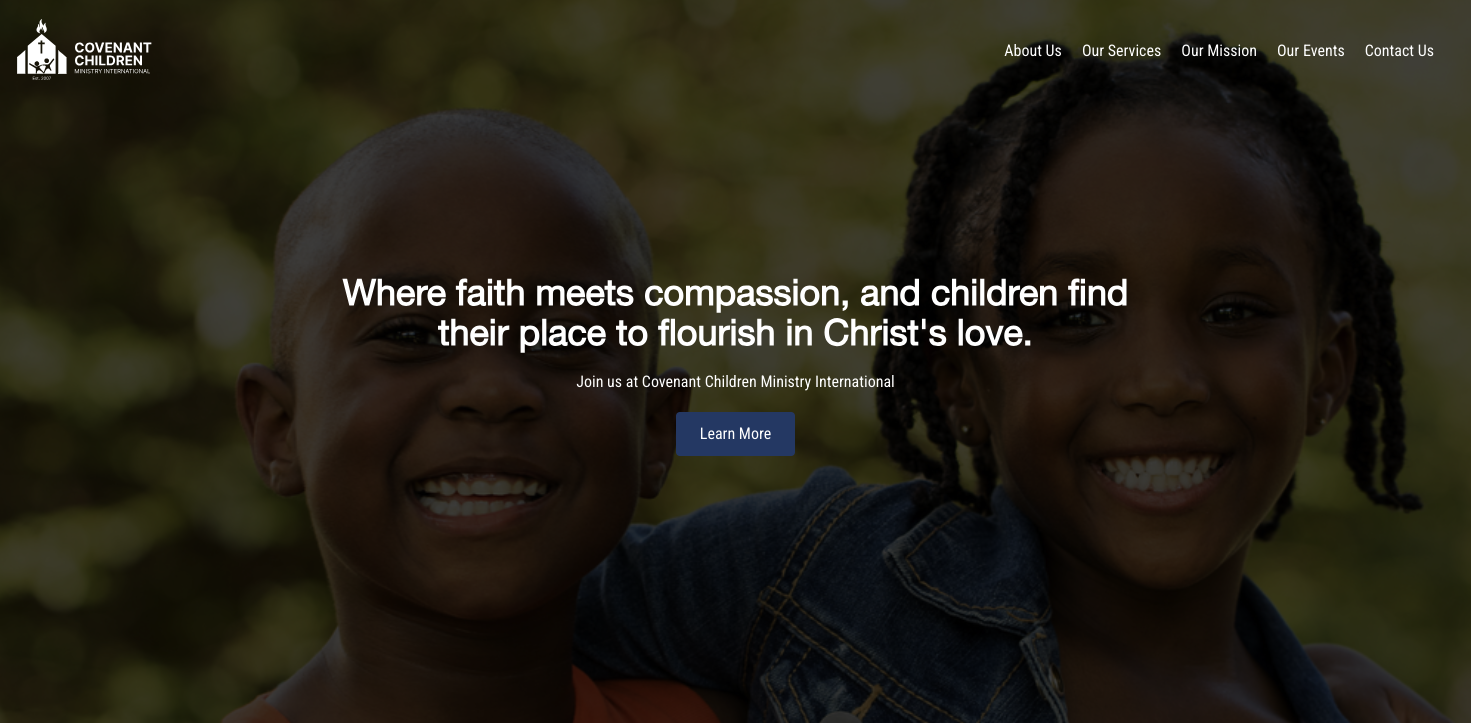 COVENANT
CHILDREN
MINISTRY INTERNATIONAL
Est. 2007
About Us Our Services Our Mission Our Events Contact Us
Where faith meets compassion, and children find
their place to flourish in Christ's love.
Join us at Covenant Children Ministry International
Learn More